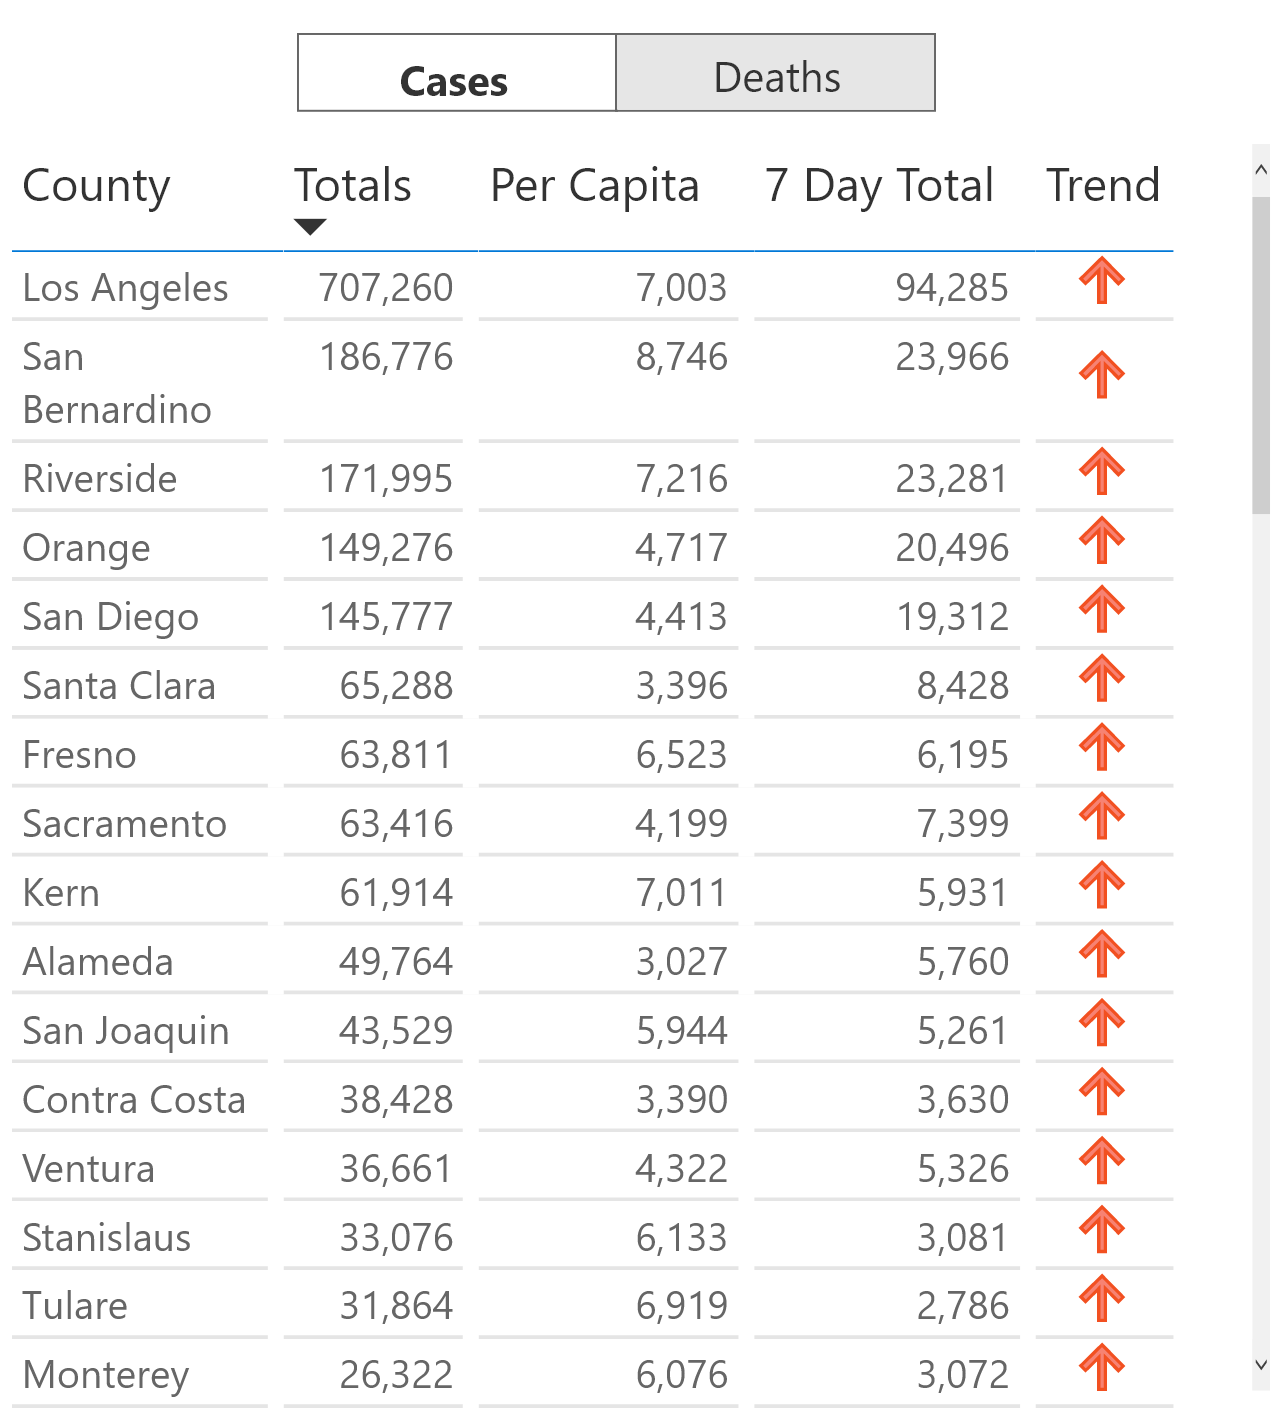 Cases Deaths
County Totals Per Capita 7 Day Total Trend
Los Angeles 707,260 7,003 94,285
San 186,776 8,746 23,966
Bernardino
Riverside 171,995 7,216 23,281
Orange 149,276 4,717 20,496
San Diego 145,777 4,413 19,312
Santa Clara 65,288 3,396 8,428
Fresno 63,811 6,523 6,195
Sacramento 63,416 4,199 7,399
Kern 61,914 7,011 5,931
Alameda 49,764 3,027 5,760
San Joaquin 43,529 5,944 5,261
Contra Costa 38,428 3,390 3,630
Ventura 36,661 4,322 5,326
Stanislaus 33,076 6,133 3,081
Tulare 31,864 6,919 2,786
Monterey 26,322 6,076 3,072